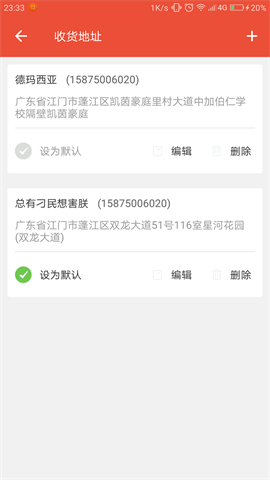 23:33 1K/s 4G 20%
收货地址
德玛西亚 (15875006020)
广东省江门市蓬江区凯茵豪庭里村大道中加伯仁学
校隔壁凯茵豪庭
设为默认 编辑 删除
总有刁民想害朕 (15875006020)
广东省江门市蓬江区双龙大道51号116室星河花园
(双龙大道)
设为默认 编辑 删除